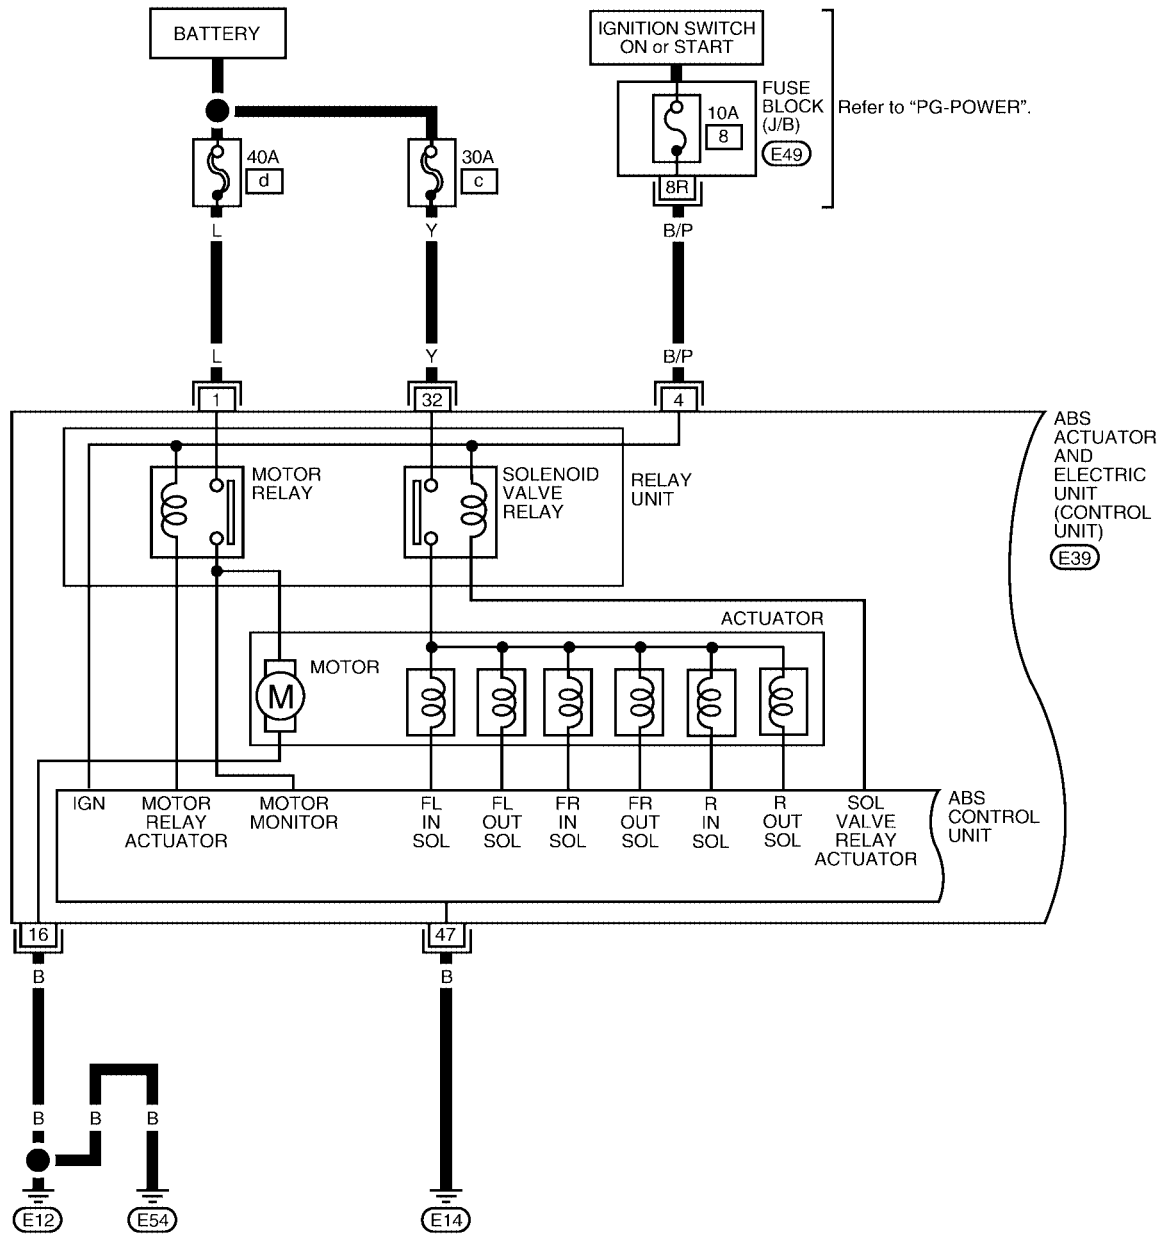 BATTERY
IGNITION SWITCH
ON or START
FUSE
BLOCK
(J/B)
Refer to "PG-POWER".
10A
8
E49
40A
d
30A
c
8R
L
Y
B/P
L
Y
B/P
1
32
4
ABS
ACTUATOR
AND
ELECTRIC
UNIT
(CONTROL
UNIT)
E39
MOTOR
RELAY
SOLENOID
VALVE
RELAY
RELAY
UNIT
ACTUATOR
MOTOR
M
IGN
MOTOR
RELAY
ACTUATOR
MOTOR
MONITOR
FL
IN
SOL
FL
OUT
SOL
FR
IN
SOL
FR
OUT
SOL
R
IN
SOL
R
OUT
SOL
SOL
VALVE
RELAY
ACTUATOR
ABS
CONTROL
UNIT
16
47
B
B
B
B
B
E12
E54
E14